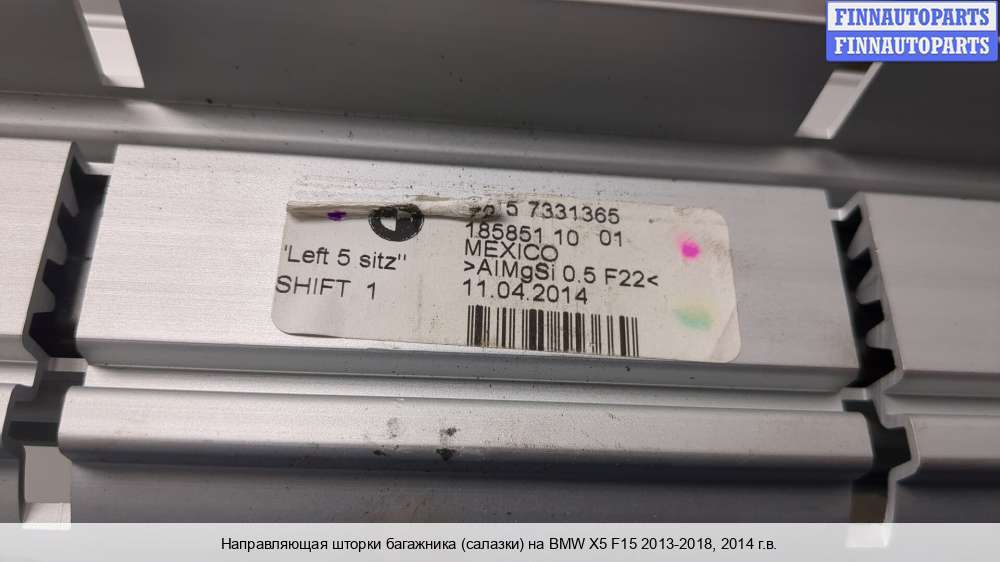 FINNAUTOPARTS
FINNAUTOPARTS
5 7331365
185851 10 01
MEXICO
"Left 5 sitz"
>AlMgSi 0.5 F22<
SHIFT 1
11.04.2014
Направляющая шторки багажника (салазки) на BMW X5 F15 2013-2018, 2014 г.в.